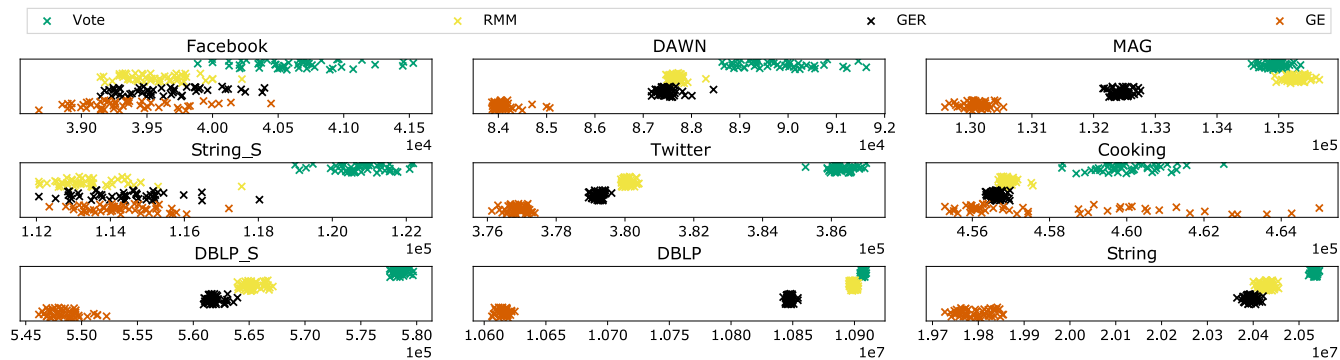 Vote RMM GER GE
Facebook DAWN MAG
3.90 3.95 4.00 4.05 4.10 4.15 8.4 8.5 8.6 8.7 8.8 8.9 9.0 9.1 9.2 1.30 1.31 1.32 1.33 1.34 1.35
1e4 1e4 1e5
String_S Twitter Cooking
1.12 1.14 1.16 1.18 1.20 1.22 3.76 3.78 3.80 3.82 3.84 3.86 4.56 4.58 4.60 4.62 4.64
1e5 1e5 1e5
DBLP_S DBLP String
5.45 5.50 5.55 5.60 5.65 5.70 5.75 5.80 1.060 1.065 1.070 1.075 1.080 1.085 1.090 1.97 1.98 1.99 2.00 2.01 2.02 2.03 2.04 2.05
1e5 1e7 1e7